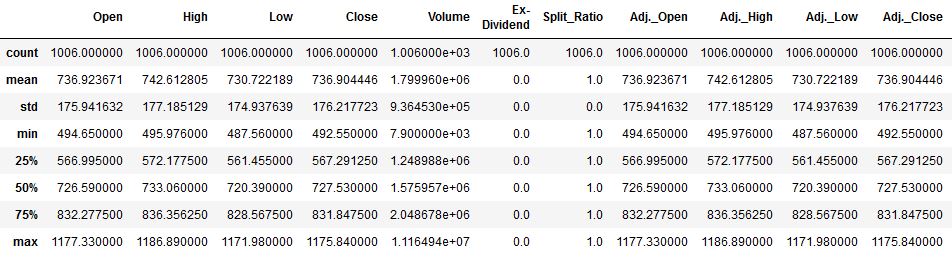 Open High Low Close Volume Ex-Dividend Split_Ratio Adj._Open Adj._High Adj._Low Adj._Close
count 1006.000000 1006.000000 1006.000000 1006.000000 1.006000e+03 1006.0 1006.0 1006.000000 1006.000000 1006.000000 1006.000000
mean 736.923671 742.612805 730.722189 736.904446 1.799960e+06 0.0 1.0 736.923671 742.612805 730.722189 736.904446
std 175.941632 177.185129 174.937639 176.217723 9.364530e+05 0.0 0.0 175.941632 177.185129 174.937639 176.217723
min 494.650000 495.976000 487.560000 492.550000 7.900000e+03 0.0 1.0 494.650000 495.976000 487.560000 492.550000
25% 566.995000 572.177500 561.455000 567.291250 1.248988e+06 0.0 1.0 566.995000 572.177500 561.455000 567.291250
50% 726.590000 733.060000 720.390000 727.530000 1.575957e+06 0.0 1.0 726.590000 733.060000 720.390000 727.530000
75% 832.277500 836.356250 828.567500 831.847500 2.048678e+06 0.0 1.0 832.277500 836.356250 828.567500 831.847500
max 1177.330000 1186.890000 1171.980000 1175.840000 1.116494e+07 0.0 1.0 1177.330000 1186.890000 1171.980000 1175.840000